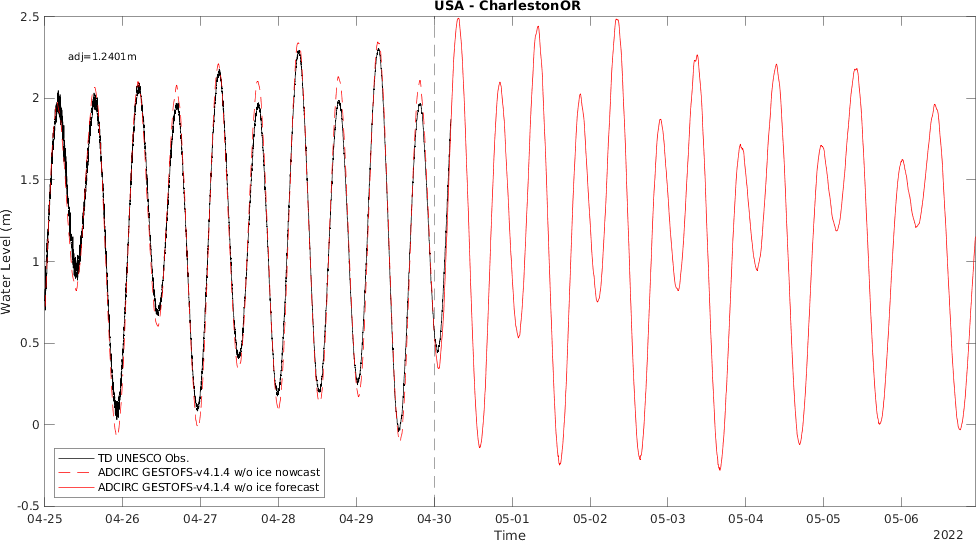 USA - CharlestonOR
adj=1.2401m
2.5
2
1.5
1
0.5
0
-0.5
Water Level (m)
TD UNESCO Obs.
ADCIRC GESTOFS-v4.1.4 w/o ice nowcast
ADCIRC GESTOFS-v4.1.4 w/o ice forecast
04-25 04-26 04-27 04-28 04-29 04-30 05-01 05-02 05-03 05-04 05-05 05-06
Time
2022